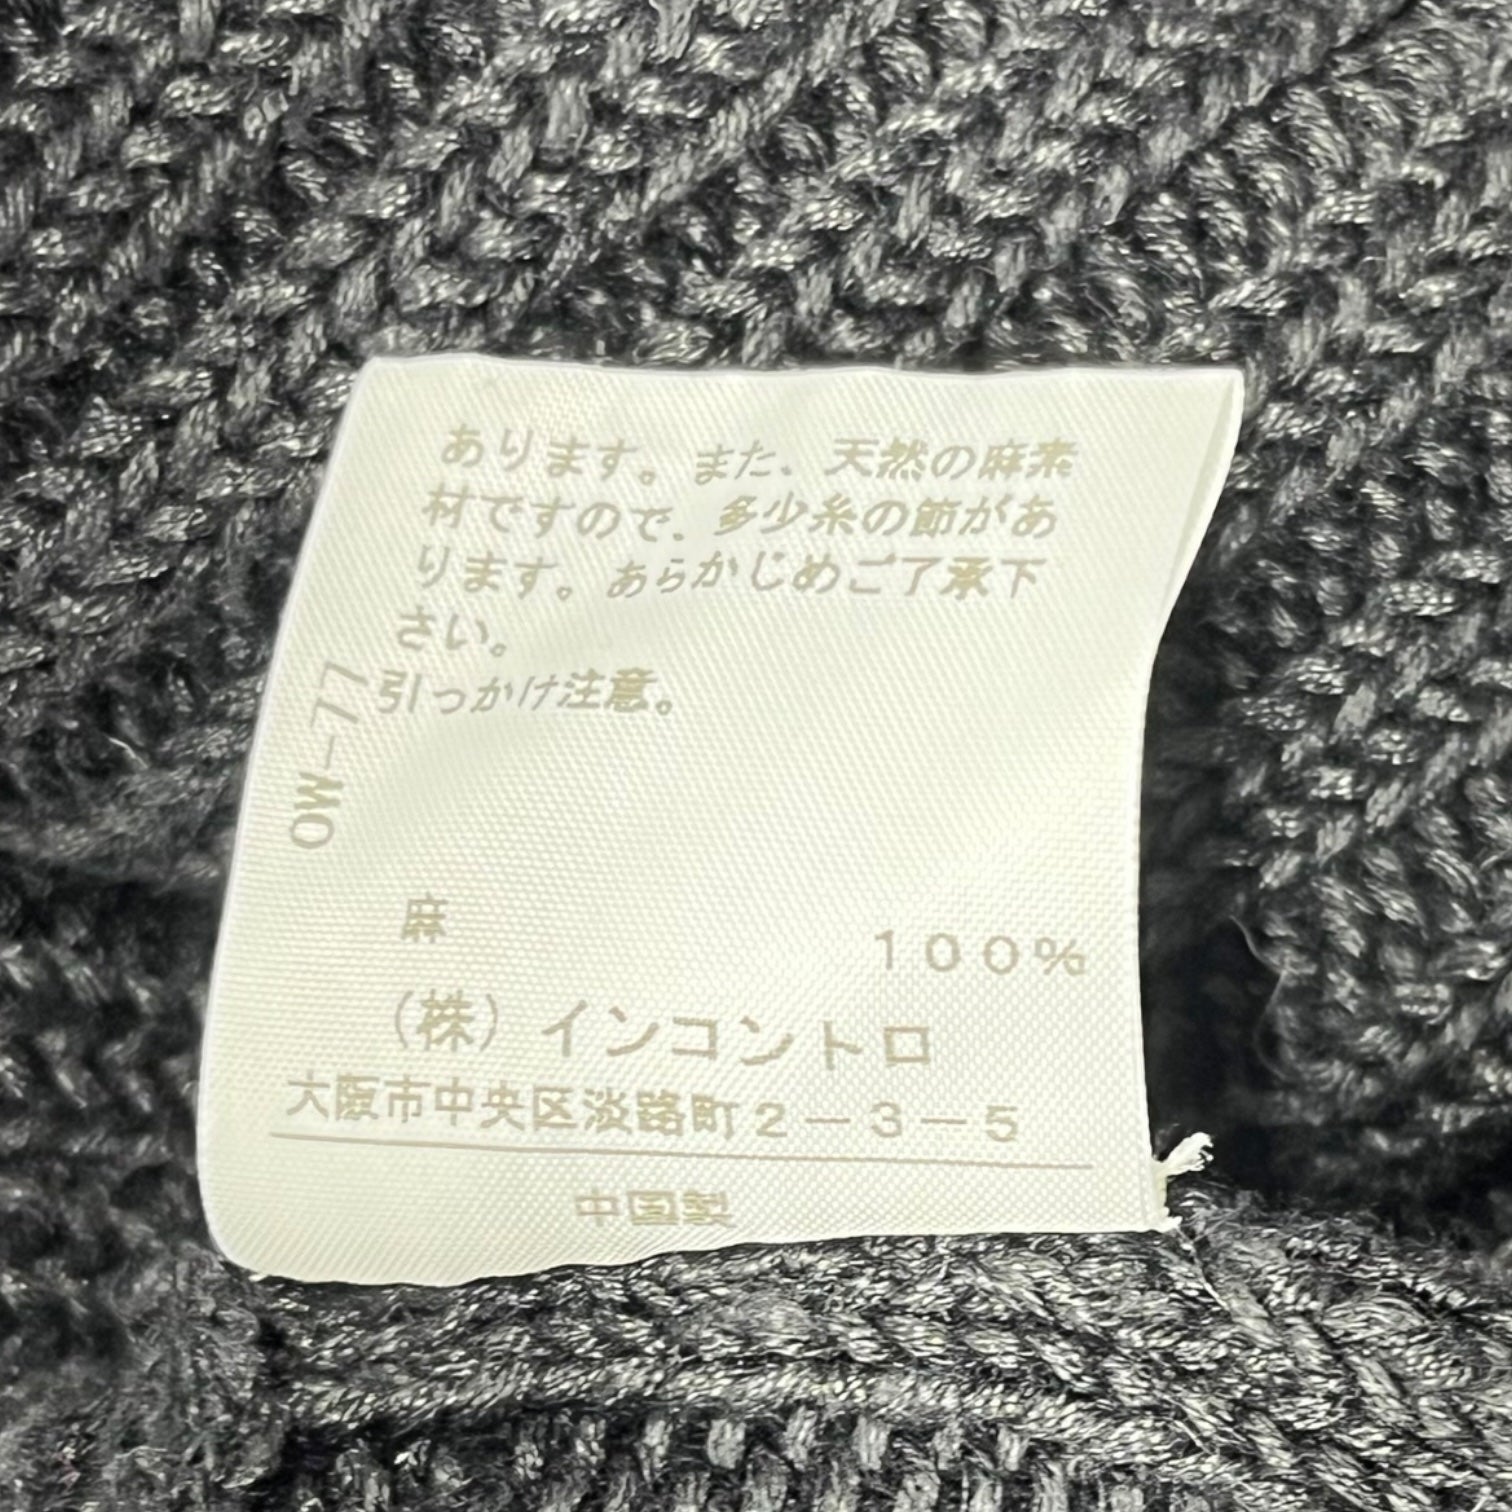 あります。また、天然の麻素
材ですので、多少糸の節があ
ります。あらかじめご了承下
さい。
引っかけ注意。
OW-77
麻 100%
(株)インコントロ
大阪市中央区淡路町2-3-5
中国製